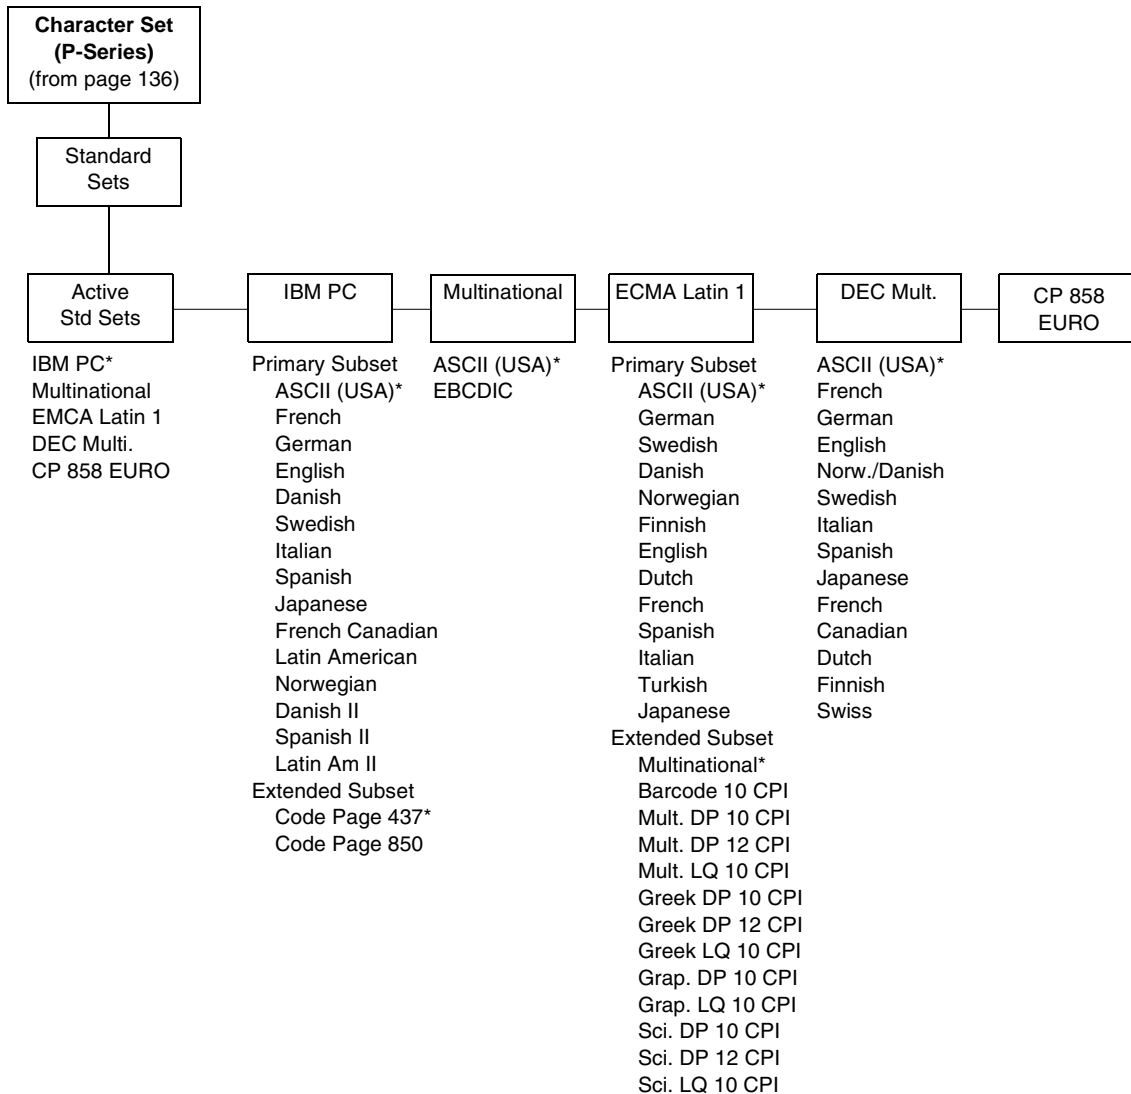 Character Set
(P-Series)
(from page 136)
Standard
Sets
Active
Std Sets
IBM PC*
Multinational
EMCA Latin 1
DEC Multi.
CP 858 EURO
IBM PC
Primary Subset
ASCII (USA)*
French
German
English
Danish
Swedish
Italian
Spanish
Japanese
French Canadian
Latin American
Norwegian
Danish II
Spanish II
Latin Am II
Extended Subset
Code Page 437*
Code Page 850
Multinational
ASCII (USA)*
EBCDIC
ECMA Latin 1
Primary Subset
ASCII (USA)*
German
Swedish
Danish
Norwegian
Finnish
English
Dutch
French
Spanish
Italian
Turkish
Japanese
Extended Subset
Multinational*
Barcode 10 CPI
Mult. DP 10 CPI
Mult. DP 12 CPI
Mult. LQ 10 CPI
Greek DP 10 CPI
Greek DP 12 CPI
Greek LQ 10 CPI
Grap. DP 10 CPI
Grap. LQ 10 CPI
Sci. DP 10 CPI
Sci. DP 12 CPI
Sci. LQ 10 CPI
DEC Mult.
ASCII (USA)*
French
German
English
Norw./Danish
Swedish
Italian
Spanish
Japanese
French
Canadian
Dutch
Finnish
Swiss
CP 858
EURO